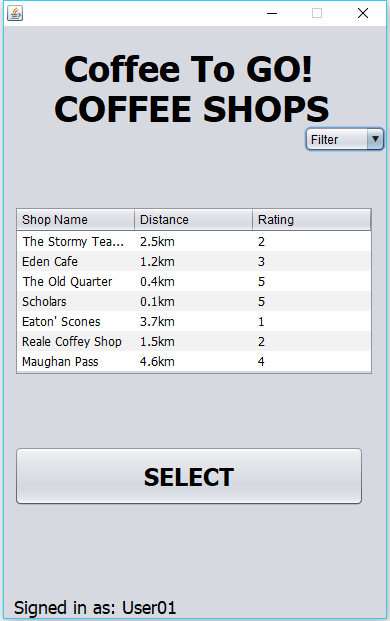 Coffee To GO!
COFFEE SHOPS
Filter
Shop Name Distance Rating
The Stormy Tea... 2.5km 2
Eden Cafe 1.2km 3
The Old Quarter 0.4km 5
Scholars 0.1km 5
Eaton' Scones 3.7km 1
Reale Coffey Shop 1.5km 2
Maughan Pass 4.6km 4
SELECT
Signed in as: User01